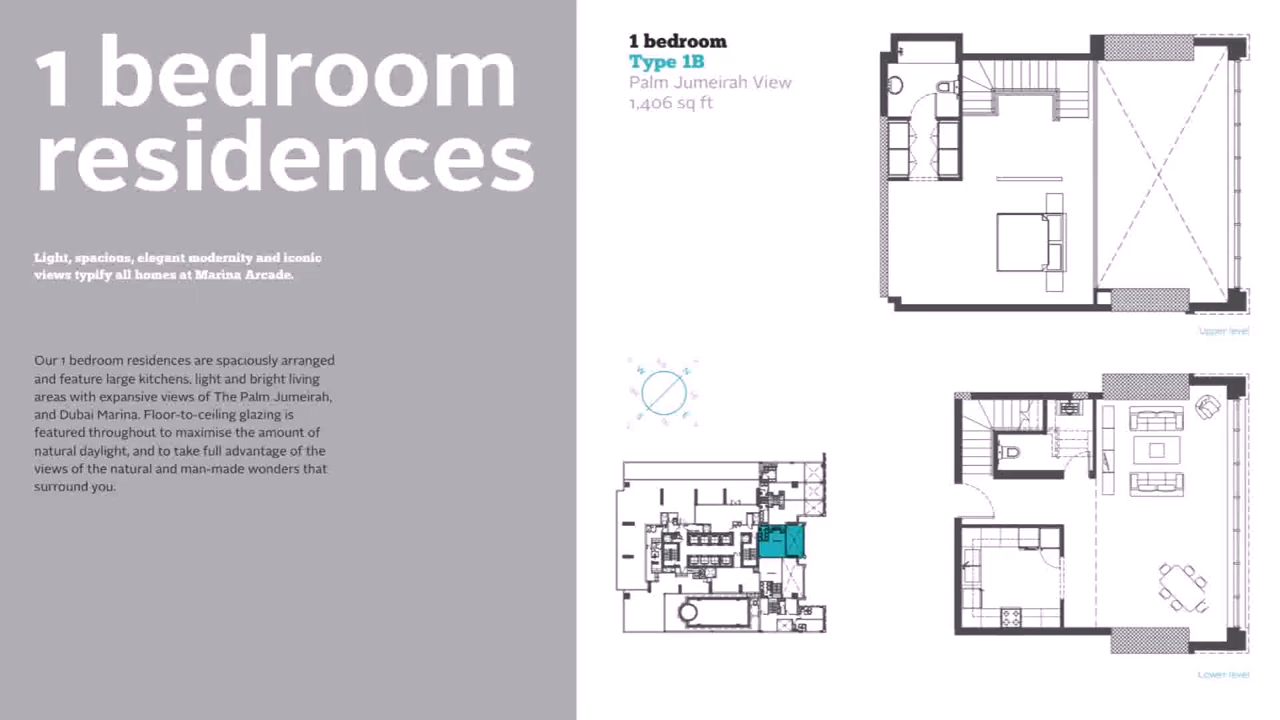 1 bedroom
residences
Light, spacious, elegant modernity and iconic
views typify all homes at Marina Arcade.
Our 1 bedroom residences are spaciously arranged
and feature large kitchens, light and bright living
areas with expansive views of The Palm Jumeirah,
and Dubai Marina. Floor-to-ceiling glazing is
featured throughout to maximise the amount of
natural daylight, and to take full advantage of the
views of the natural and man-made wonders that
surround you.
1 bedroom
Type 1B
Palm Jumeirah View
1,406 sq ft
Upper level
W N
S E
Lower level